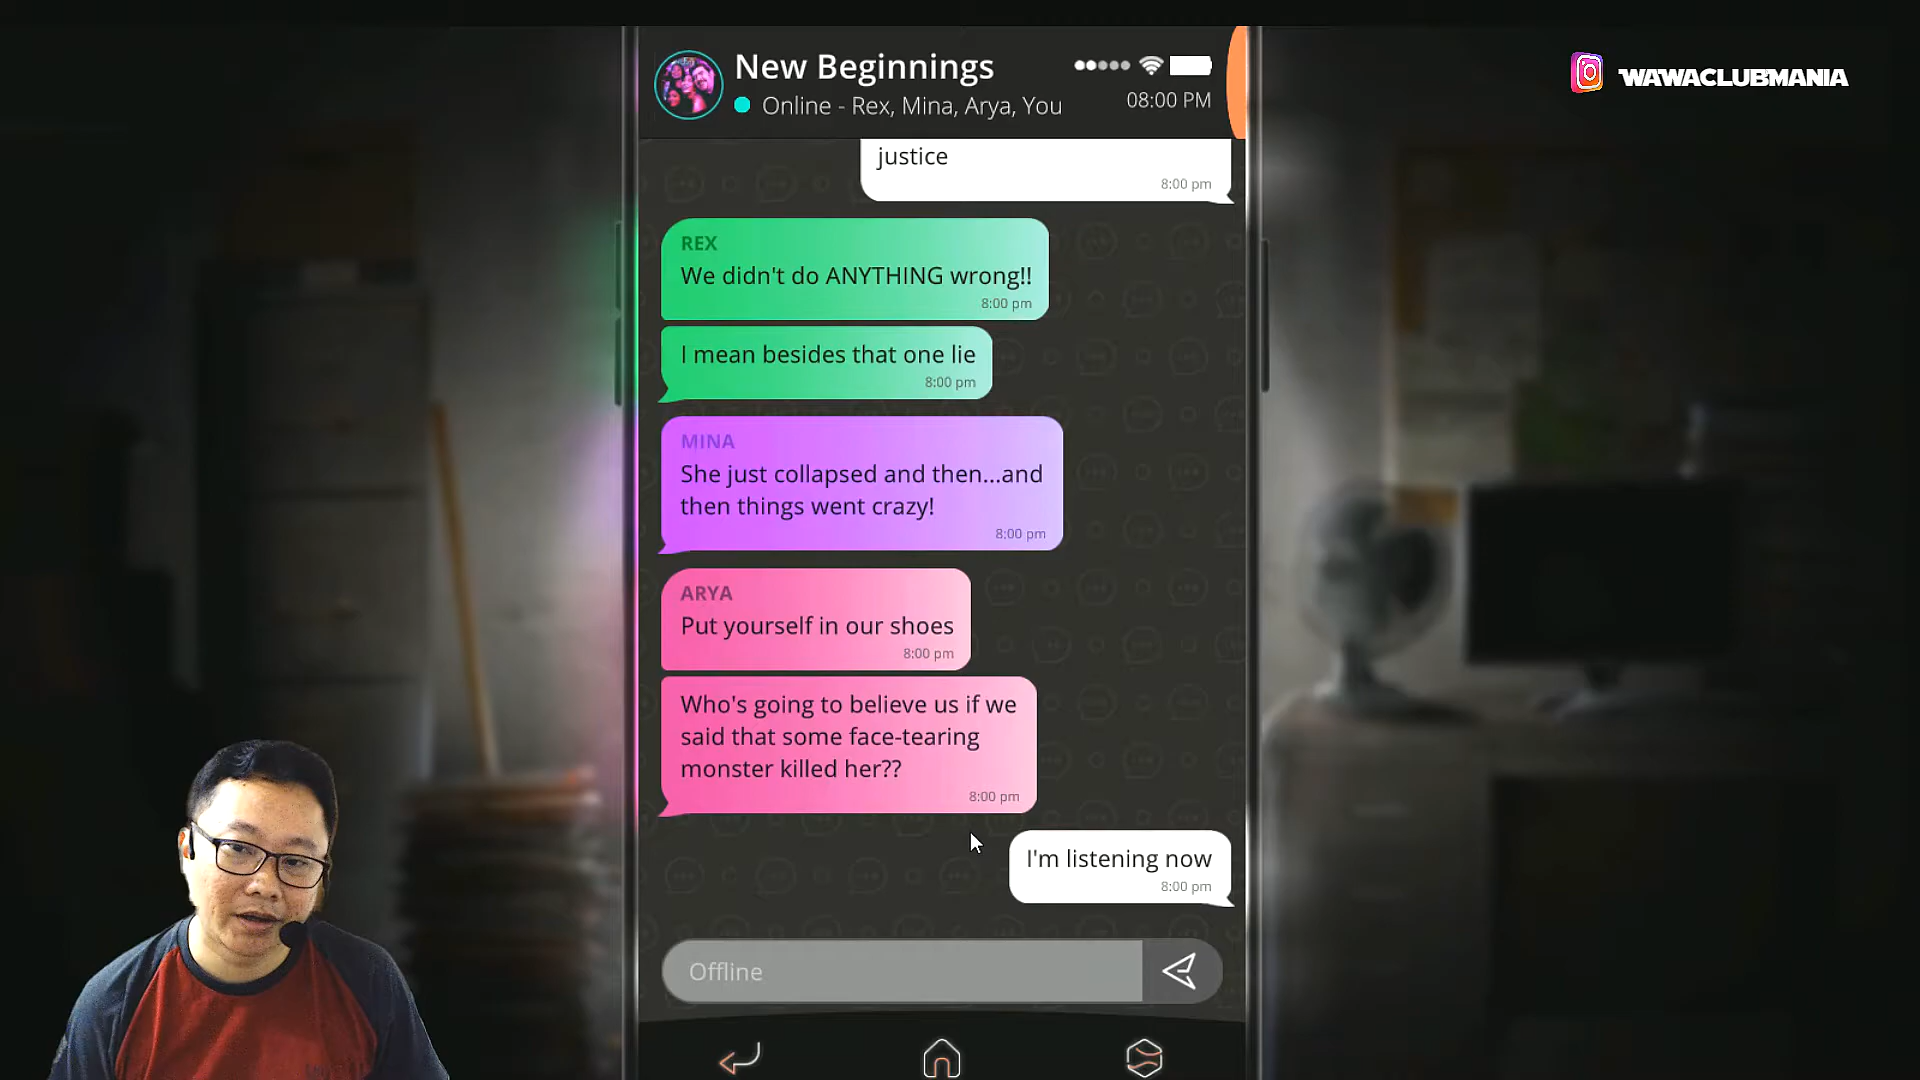 New Beginnings
Online - Rex, Mina, Arya, You
08:00 PM
WAWACLUBMANIA
justice
8:00 pm
REX
We didn't do ANYTHING wrong!!
8:00 pm
I mean besides that one lie
8:00 pm
MINA
She just collapsed and then...and
then things went crazy!
8:00 pm
ARYA
Put yourself in our shoes
8:00 pm
Who's going to believe us if we
said that some face-tearing
monster killed her??
8:00 pm
I'm listening now
8:00 pm
Offline